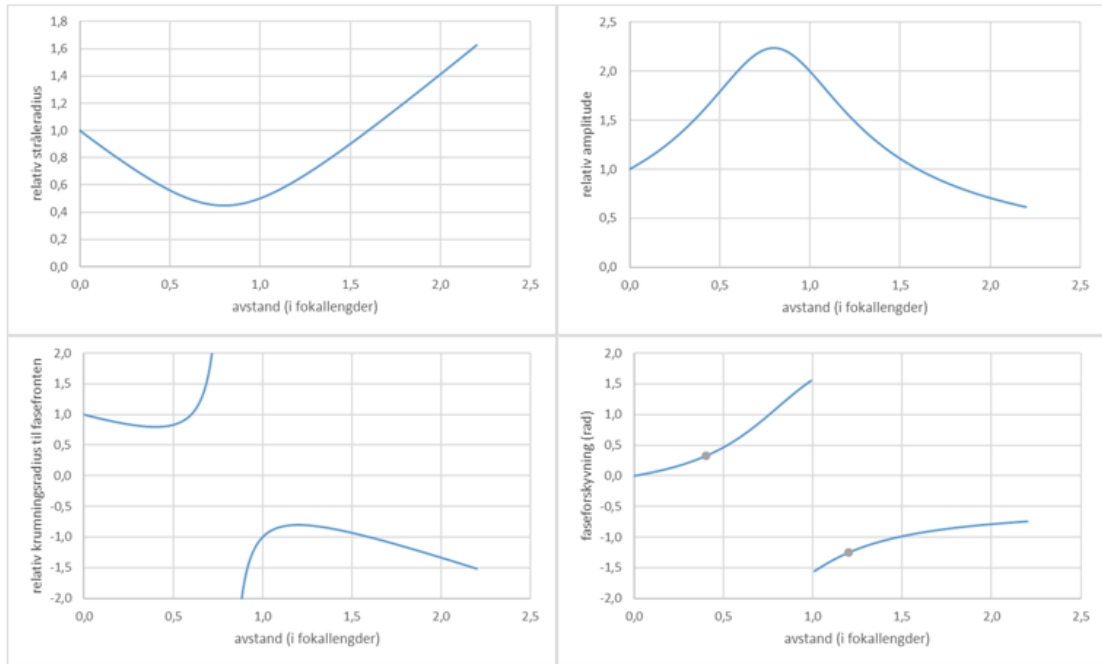 1,8
1,6
1,4
1,2
1,0
0,8
0,6
0,4
0,2
0,0
relativ stråleradius
0,0 0,5 1,0 1,5 2,0 2,5
avstand (i fokallengder)
2,5
2,0
1,5
1,0
0,5
0,0
relativ amplitude
0,0 0,5 1,0 1,5 2,0 2,5
avstand (i fokallengder)
2,0
1,5
1,0
0,5
0,0
-0,5
-1,0
-1,5
-2,0
relativ krumningsradius til fasefronten
0,0 0,5 1,0 1,5 2,0 2,5
avstand (i fokallengder)
2,0
1,5
1,0
0,5
0,0
-0,5
-1,0
-1,5
-2,0
faseforskyvning (rad)
0,0 0,5 1,0 1,5 2,0 2,5
avstand (i fokallengder)